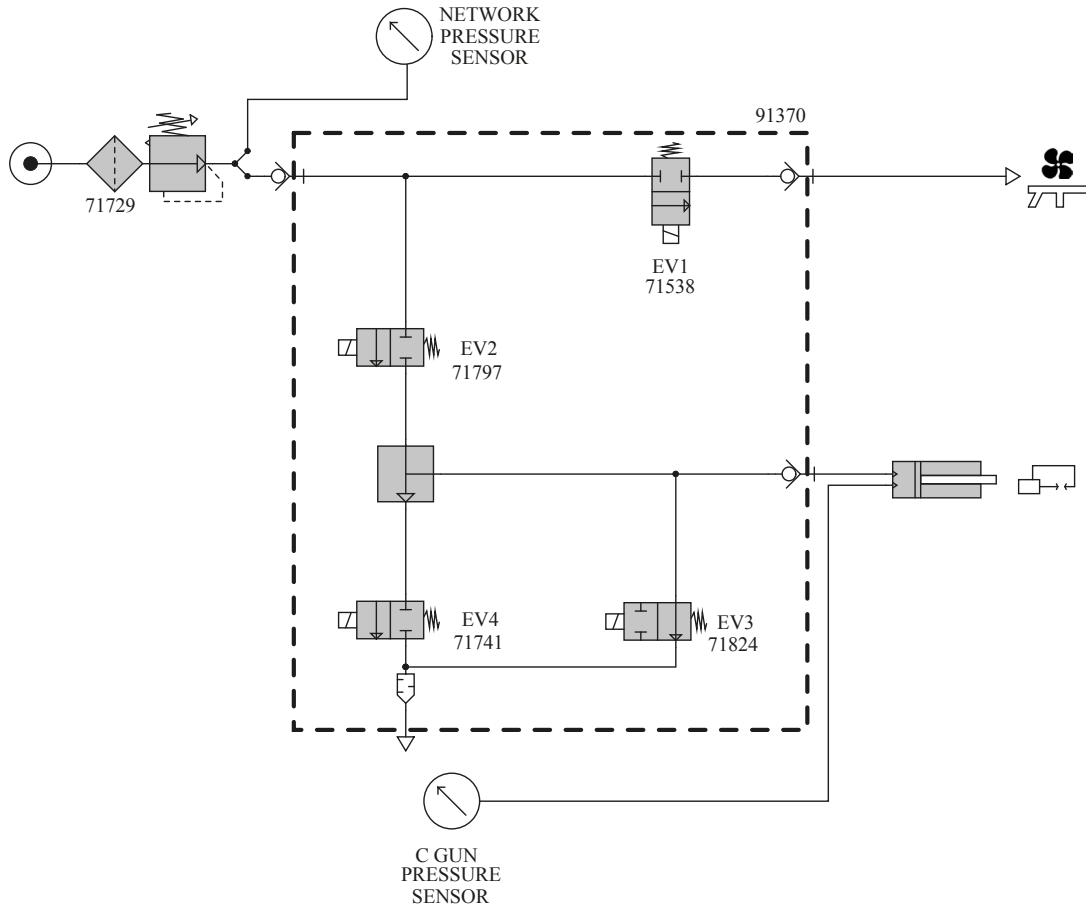 NETWORK
PRESSURE
SENSOR
91370
71729
EV1
71538
EV2
71797
EV4
71741
EV3
71824
C GUN
PRESSURE
SENSOR